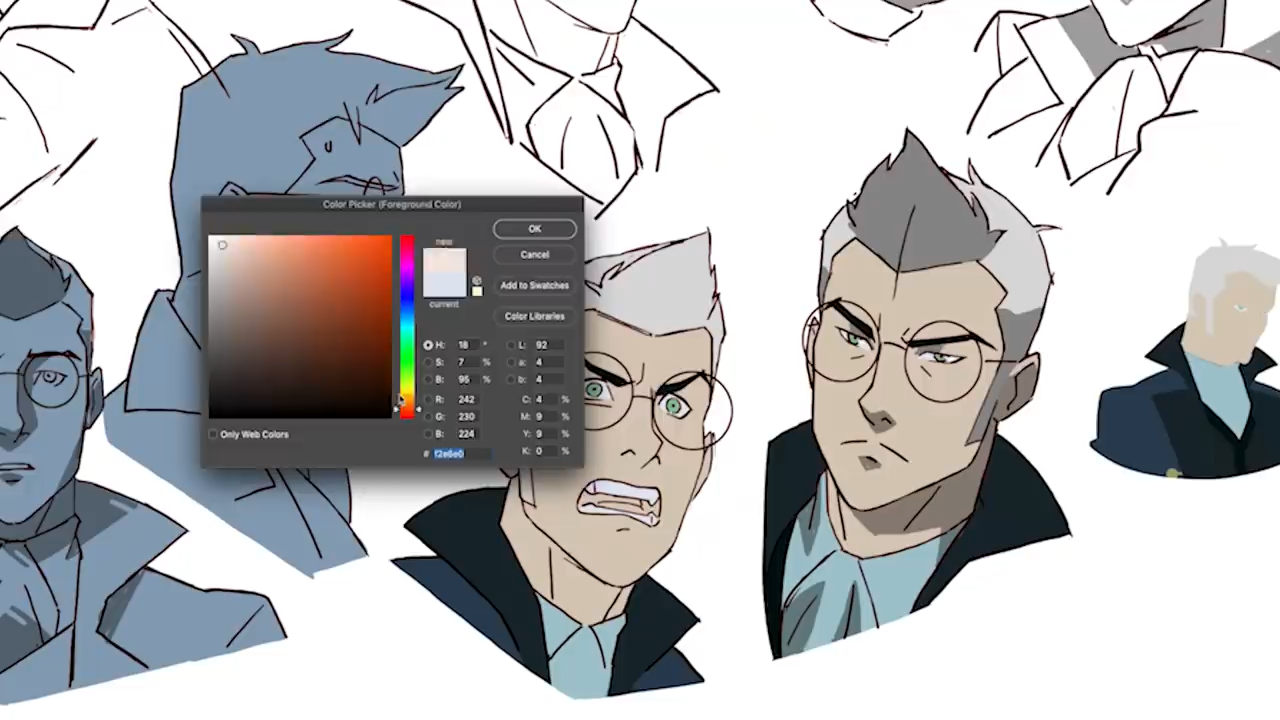 Color Picker (Foreground Color)
new
current
OK
Cancel
Add to Swatches
Color Libraries
H: 18 °
S: 7 %
B: 95 %
R: 242
G: 230
B: 224
L: 92
a: 4
b: 4
C: 4 %
M: 9 %
Y: 9 %
K: 0 %
# f2e6e0
Only Web Colors